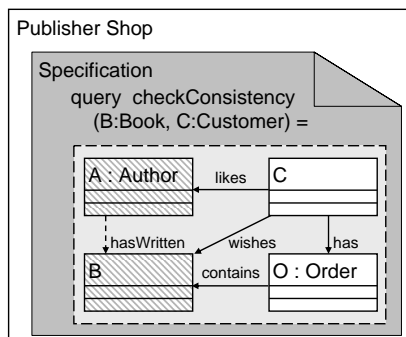 Publisher Shop
Specification
query checkConsistency
(B:Book, C:Customer) =
A : Author
likes
C
hasWritten
wishes
has
B
contains
O : Order